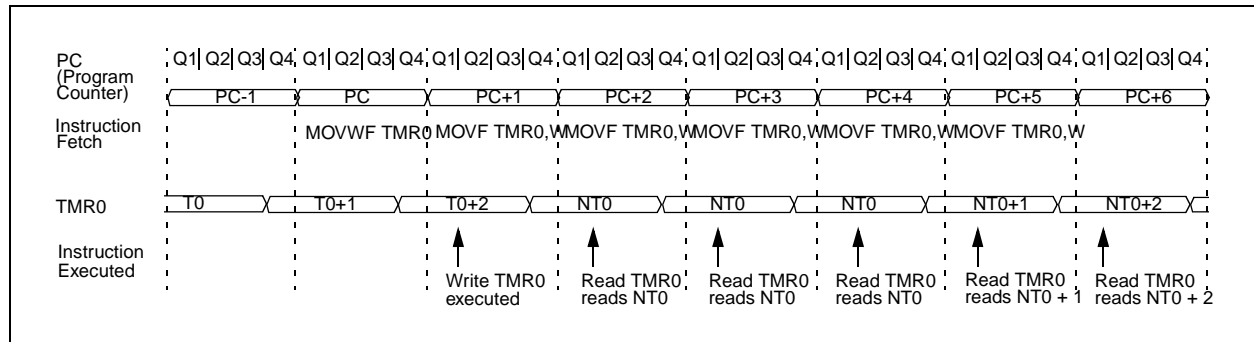 PC (Program Counter)
Q1 Q2 Q3 Q4 Q1 Q2 Q3 Q4 Q1 Q2 Q3 Q4 Q1 Q2 Q3 Q4 Q1 Q2 Q3 Q4 Q1 Q2 Q3 Q4 Q1 Q2 Q3 Q4 Q1 Q2 Q3 Q4
PC-1 PC PC+1 PC+2 PC+3 PC+4 PC+5 PC+6
Instruction Fetch
MOVWF TMR0 MOVF TMR0,W MOVF TMR0,W MOVF TMR0,W MOVF TMR0,W MOVF TMR0,W
TMR0 T0 T0+1 T0+2 NT0 NT0 NT0 NT0+1 NT0+2
Instruction Executed
Write TMR0 executed
Read TMR0 reads NT0
Read TMR0 reads NT0
Read TMR0 reads NT0
Read TMR0 reads NT0 + 1
Read TMR0 reads NT0 + 2